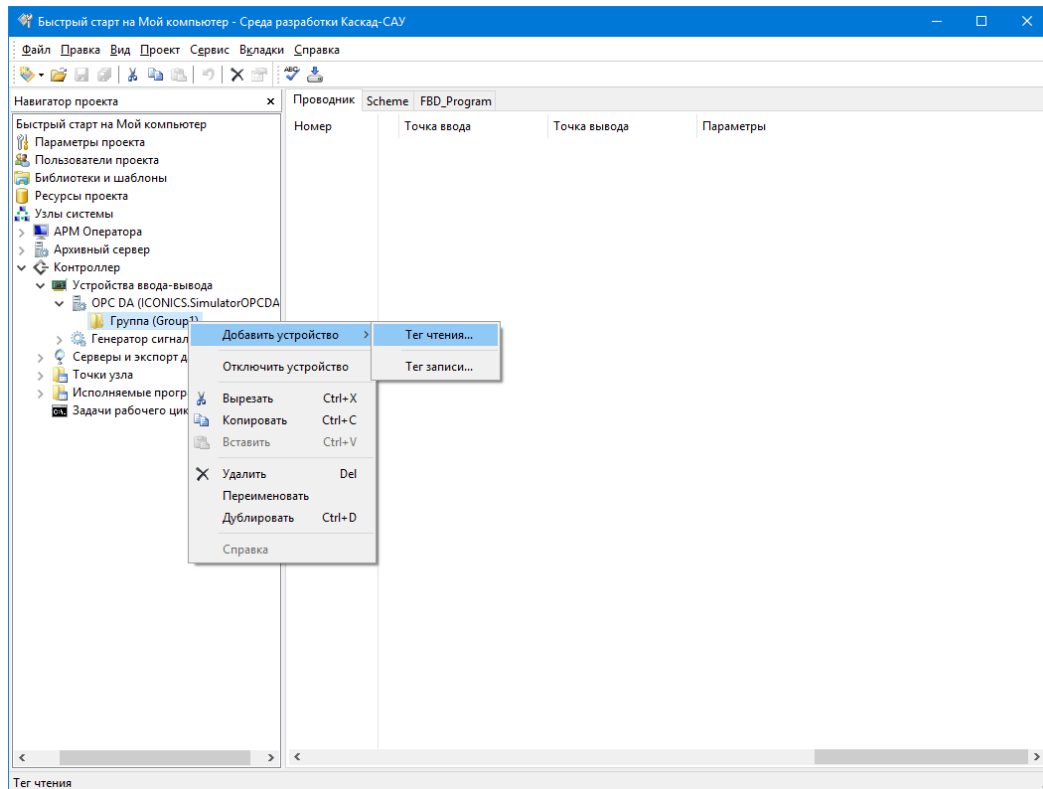 Быстрый старт на Мой компьютер - Среда разработки Каскад-САУ
Файл Правка Вид Проект Сервис Вкладки Справка
ABC
Навигатор проекта
Проводник Scheme FBD_Program
Быстрый старт на Мой компьютер
Номер Точка ввода Точка вывода Параметры
Параметры проекта
Пользователи проекта
Библиотеки и шаблоны
Ресурсы проекта
Узлы системы
АРМ Оператора
Архивный сервер
Контроллер
Устройства ввода-вывода
OPC DA (ICONICS.SimulatorOPCDA
Группа (Group1)
Генератор сигнал
Серверы и экспорт д
Точки узла
Исполняемые прогр
Задачи рабочего цик
Добавить устройство
Отключить устройство
Вырезать Ctrl+X
Копировать Ctrl+C
Вставить Ctrl+V
Удалить Del
Переименовать
Дублировать Ctrl+D
Справка
Тег чтения...
Тег записи...
Тег чтения